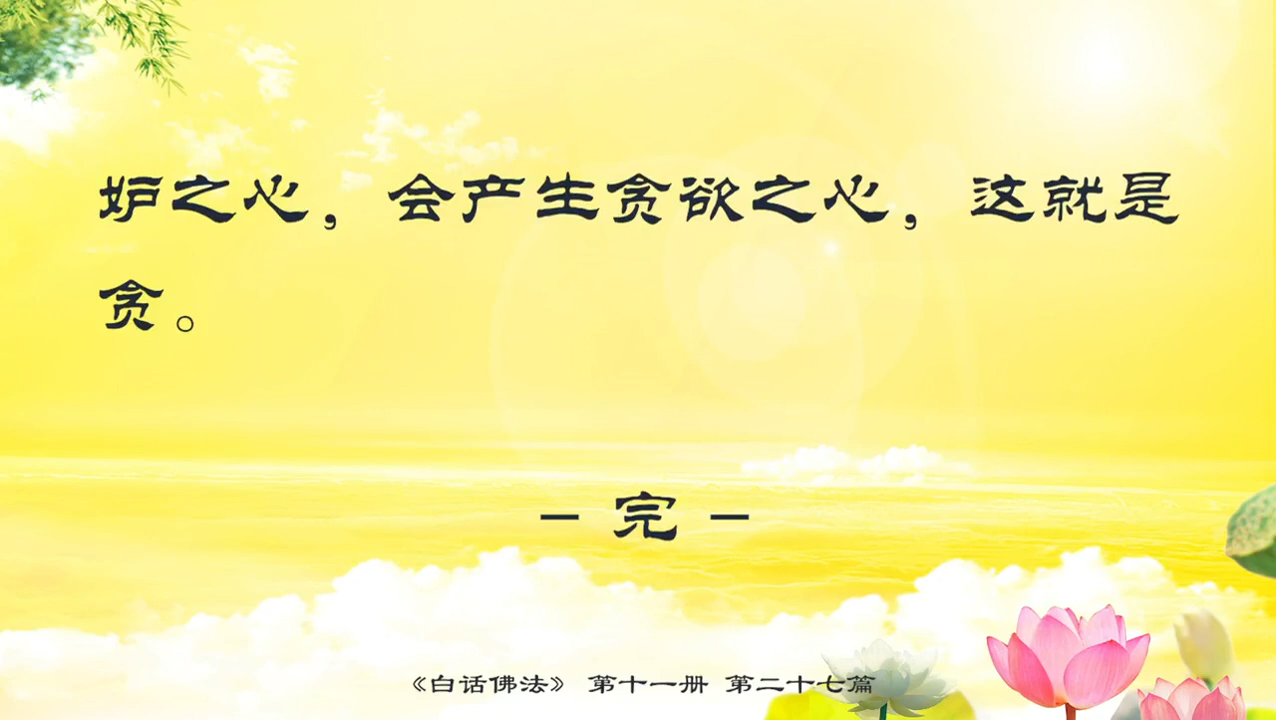 妒之心，会产生贪欲之心，这就是
贪。
– 完 –
《白话佛法》 第十一册 第二十七篇